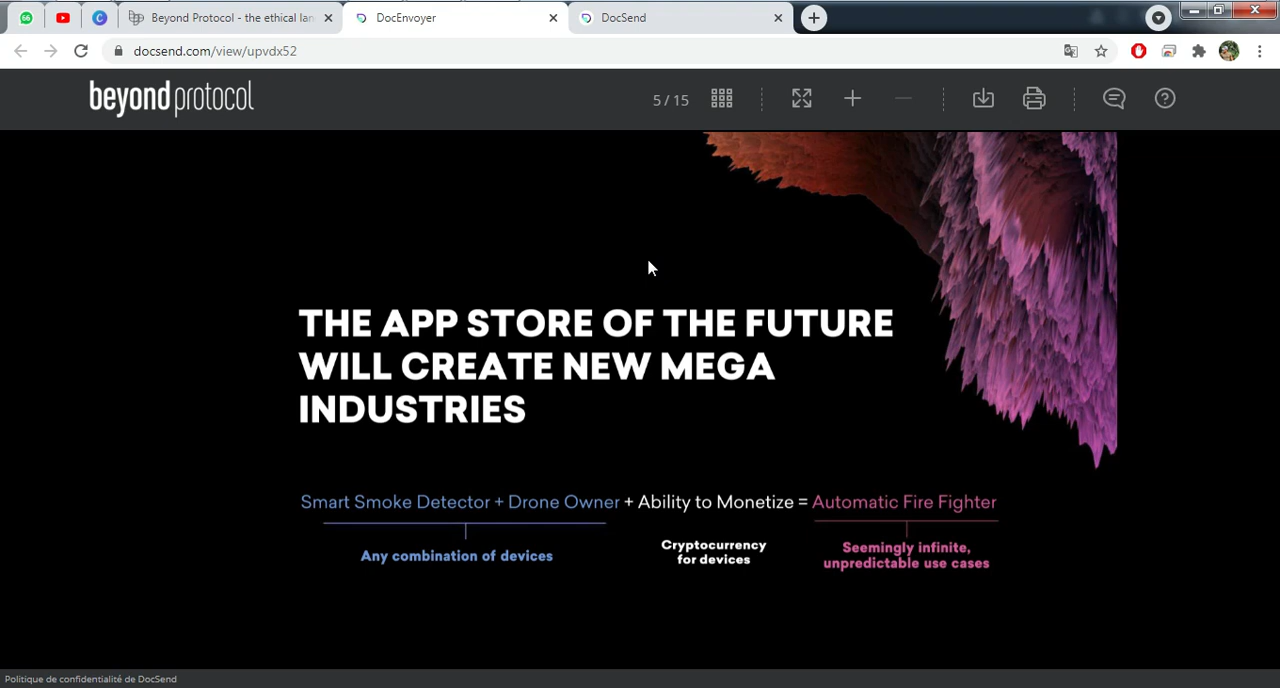 66
Beyond Protocol - the ethical lan
DocEnvoyer
DocSend
docsend.com/view/upvdx52
beyond protocol
5 / 15
THE APP STORE OF THE FUTURE
WILL CREATE NEW MEGA
INDUSTRIES
Smart Smoke Detector + Drone Owner + Ability to Monetize = Automatic Fire Fighter
Any combination of devices
Cryptocurrency
for devices
Seemingly infinite,
unpredictable use cases
Politique de confidentialité de DocSend